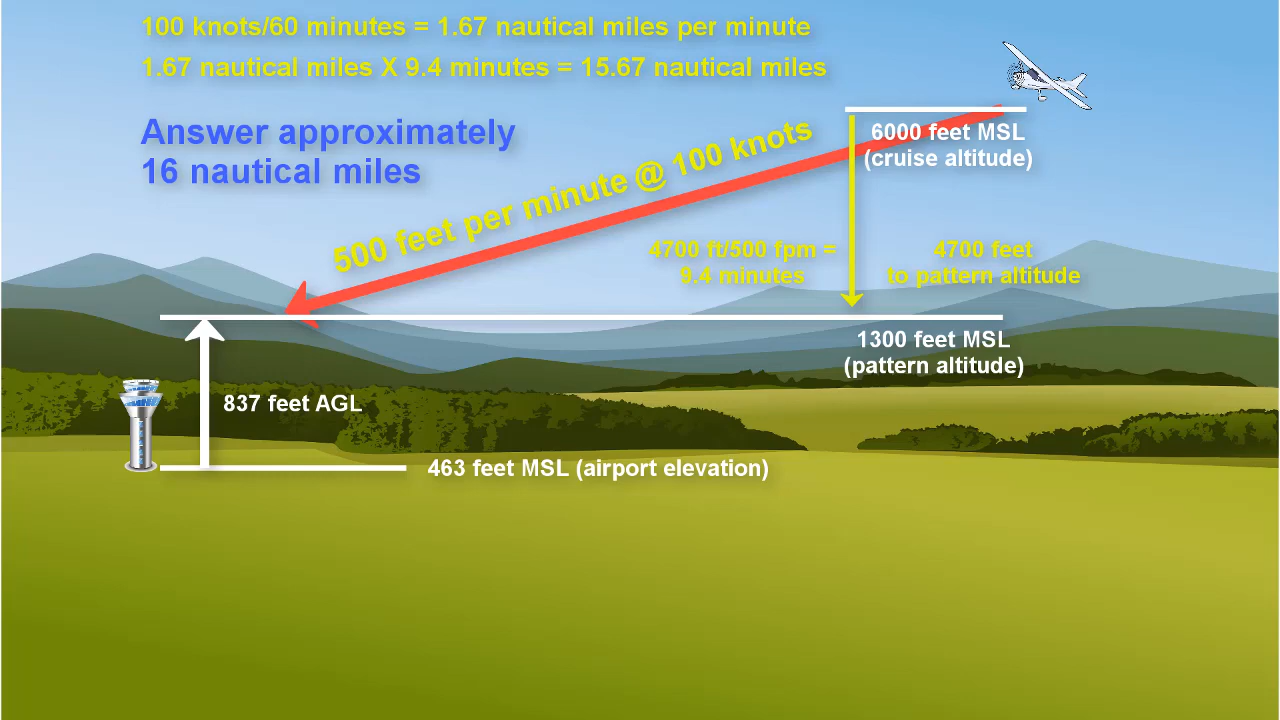 100 knots/60 minutes = 1.67 nautical miles per minute
1.67 nautical miles X 9.4 minutes = 15.67 nautical miles
Answer approximately
16 nautical miles
500 feet per minute @ 100 knots
6000 feet MSL
(cruise altitude)
4700 ft/500 fpm =
9.4 minutes
4700 feet
to pattern altitude
1300 feet MSL
(pattern altitude)
837 feet AGL
463 feet MSL (airport elevation)